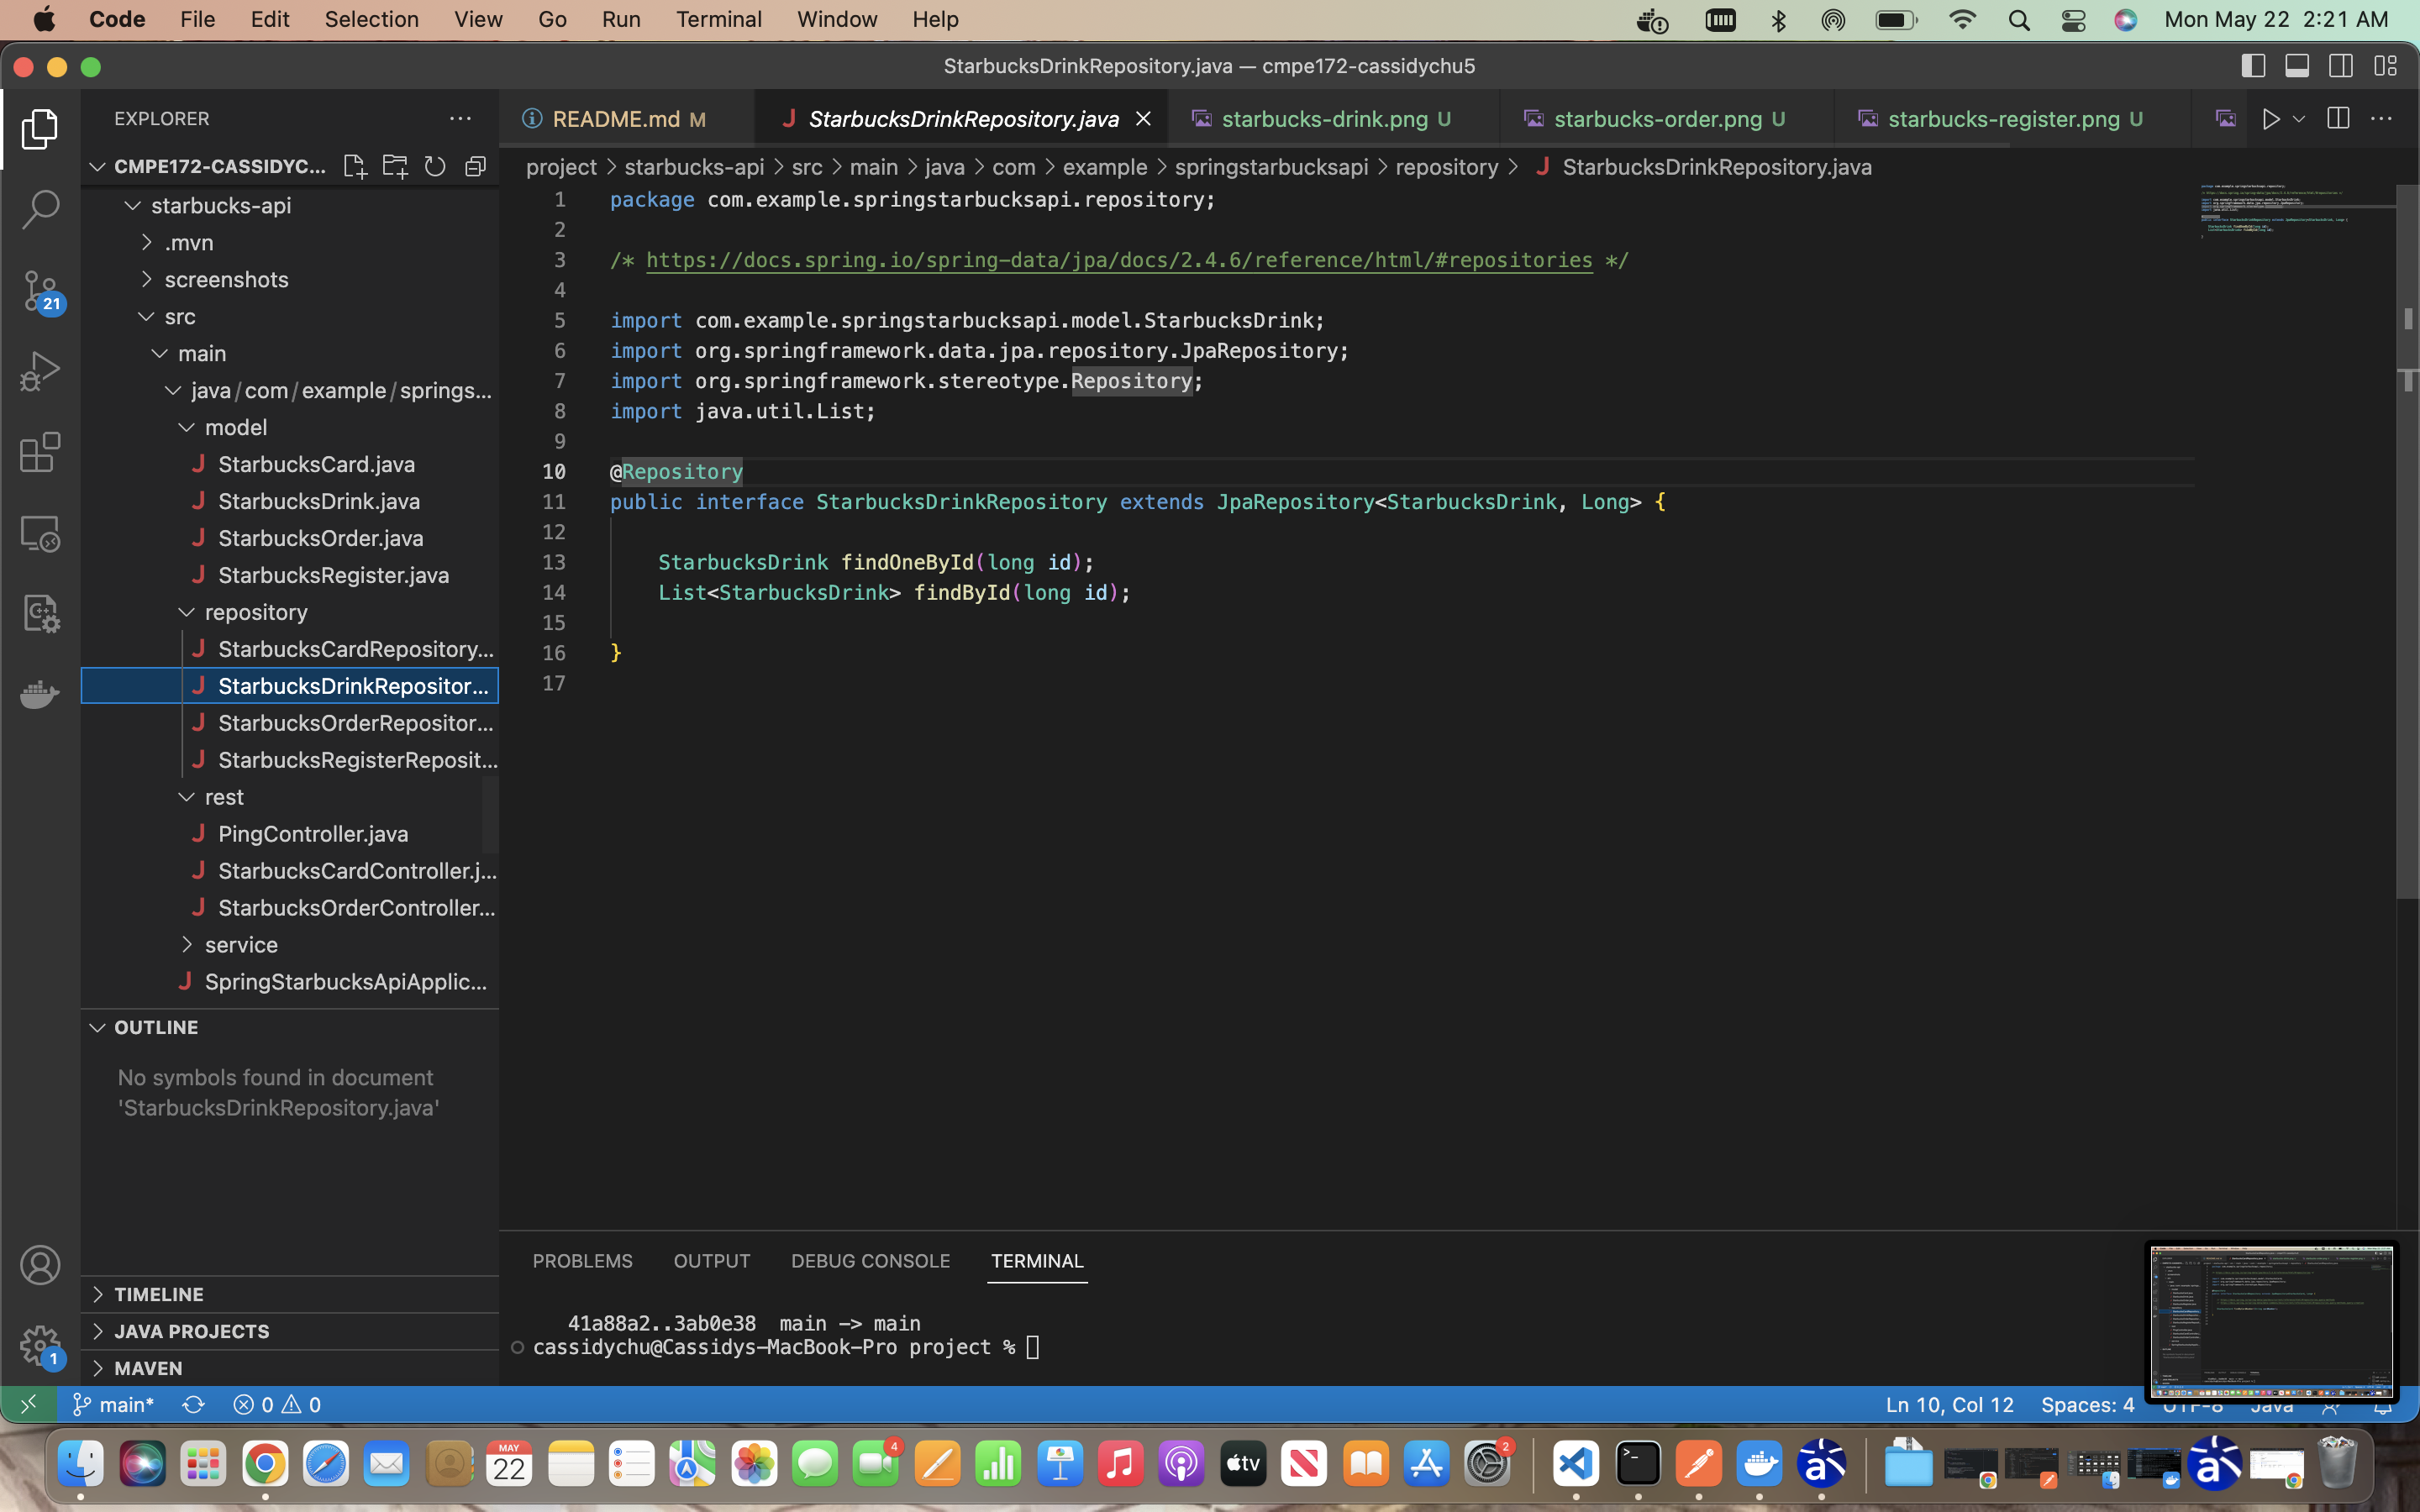 Code File Edit Selection View Go Run Terminal Window Help Mon May 22 2:21 AM
StarbucksDrinkRepository.java — cmpe172-cassidychu5
EXPLORER
README.md M
StarbucksDrinkRepository.java
starbucks-drink.png U
starbucks-order.png U
starbucks-register.png U
CMPE172-CASSIDYC...
project > starbucks-api > src > main > java > com > example > springstarbucksapi > repository > StarbucksDrinkRepository.java
starbucks-api
.mvn
screenshots
src
main
java/com/example/springs...
model
StarbucksCard.java
StarbucksDrink.java
StarbucksOrder.java
StarbucksRegister.java
repository
StarbucksCardRepository...
StarbucksDrinkRepositor...
StarbucksOrderRepositor...
StarbucksRegisterReposit...
rest
PingController.java
StarbucksCardController.j...
StarbucksOrderController...
service
SpringStarbucksApiApplic...
21
OUTLINE
No symbols found in document
'StarbucksDrinkRepository.java'
TIMELINE
JAVA PROJECTS
MAVEN
1
1 package com.example.springstarbucksapi.repository;
2
3 /* https://docs.spring.io/spring-data/jpa/docs/2.4.6/reference/html/#repositories */
4
5 import com.example.springstarbucksapi.model.StarbucksDrink;
6 import org.springframework.data.jpa.repository.JpaRepository;
7 import org.springframework.stereotype.Repository;
8 import java.util.List;
9
10 @Repository
11 public interface StarbucksDrinkRepository extends JpaRepository<StarbucksDrink, Long> {
12
13 StarbucksDrink findOneById(long id);
14 List<StarbucksDrink> findById(long id);
15
16 }
17
PROBLEMS OUTPUT DEBUG CONSOLE TERMINAL
41a88a2..3ab0e38 main -> main
cassidychu@Cassidys-MacBook-Pro project %
main* 0 0 Ln 10, Col 12 Spaces: 4 UTF-8 Java
MAY
22
4
tv
2